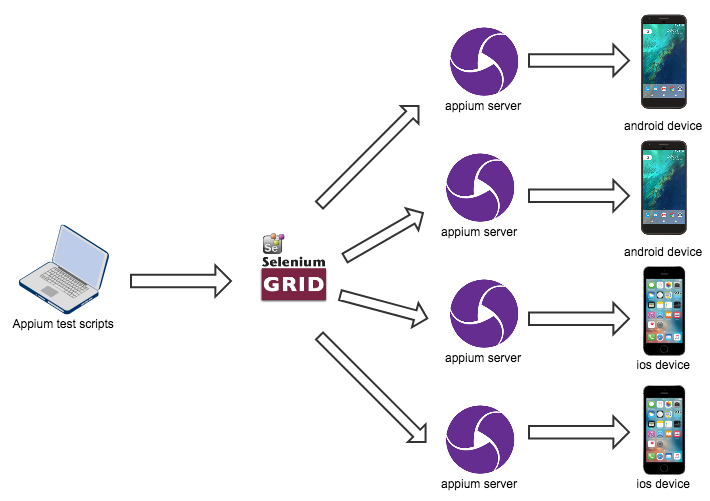 appium server
android device
appium server
android device
Se
Selenium
GRID
Appium test scripts
appium server
ios device
appium server
ios device